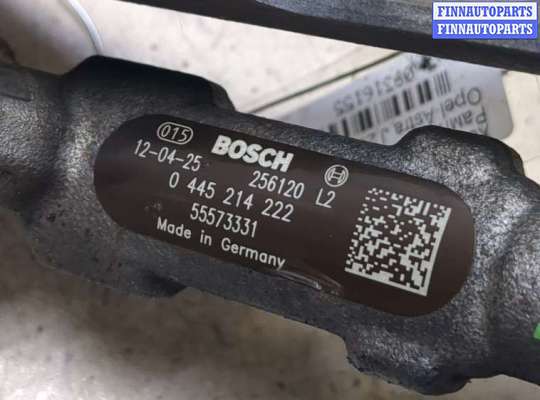 FINNAUTOPARTS
FINNAUTOPARTS
015
BOSCH
12-04-25
256120 L2
0 445 214 222
55573331
Made in Germany
Opel Astra J